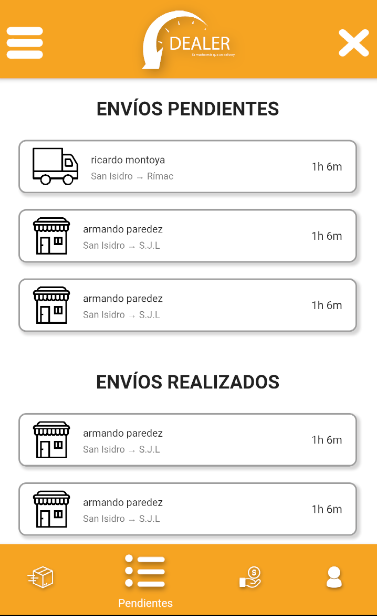 DEALER
ENVÍOS PENDIENTES
ricardo montoya
San Isidro → Rímac
1h 6m
armando paredez
San Isidro → S.J.L
1h 6m
armando paredez
San Isidro → S.J.L
1h 6m
ENVÍOS REALIZADOS
armando paredez
San Isidro → S.J.L
1h 6m
armando paredez
San Isidro → S.J.L
1h 6m
$
Pendientes